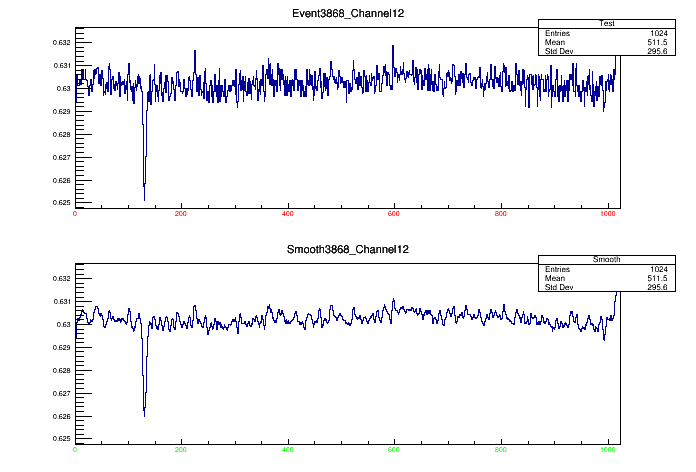 Event3868_Channel12
Test
Entries 1024
Mean 511.5
Std Dev 295.6
0.632
0.631
0.63
0.629
0.628
0.627
0.626
0.625
0 200 400 600 800 1000
Smooth3868_Channel12
Smooth
Entries 1024
Mean 511.5
Std Dev 295.6
0.632
0.631
0.63
0.629
0.628
0.627
0.626
0.625
0 200 400 600 800 1000